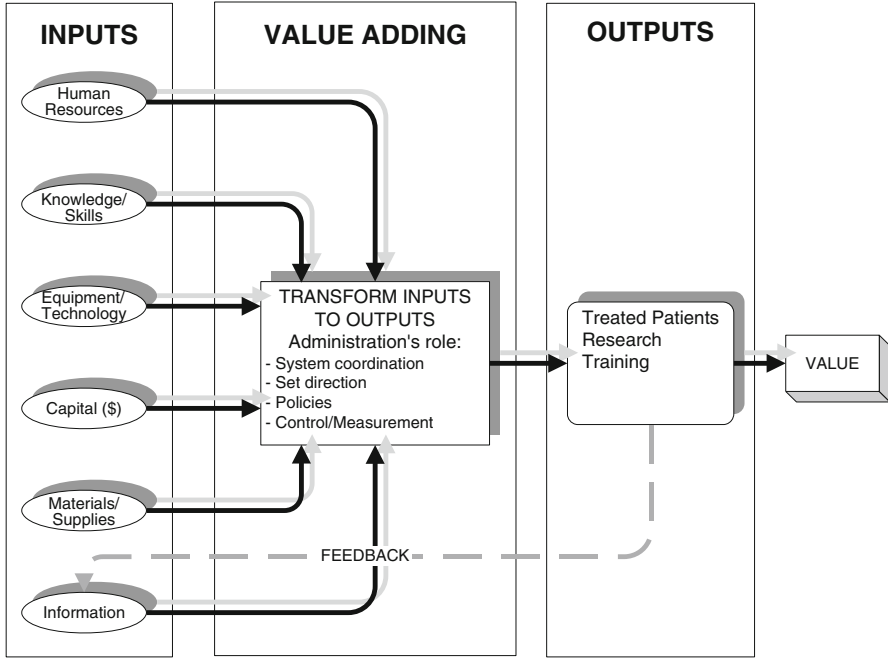 INPUTS
VALUE ADDING
OUTPUTS
Human
Resources
Knowledge/
Skills
Equipment/
Technology
Capital ($)
Materials/
Supplies
Information
TRANSFORM INPUTS
TO OUTPUTS
Administration's role:
- System coordination
- Set direction
- Policies
- Control/Measurement
Treated Patients
Research
Training
VALUE
FEEDBACK